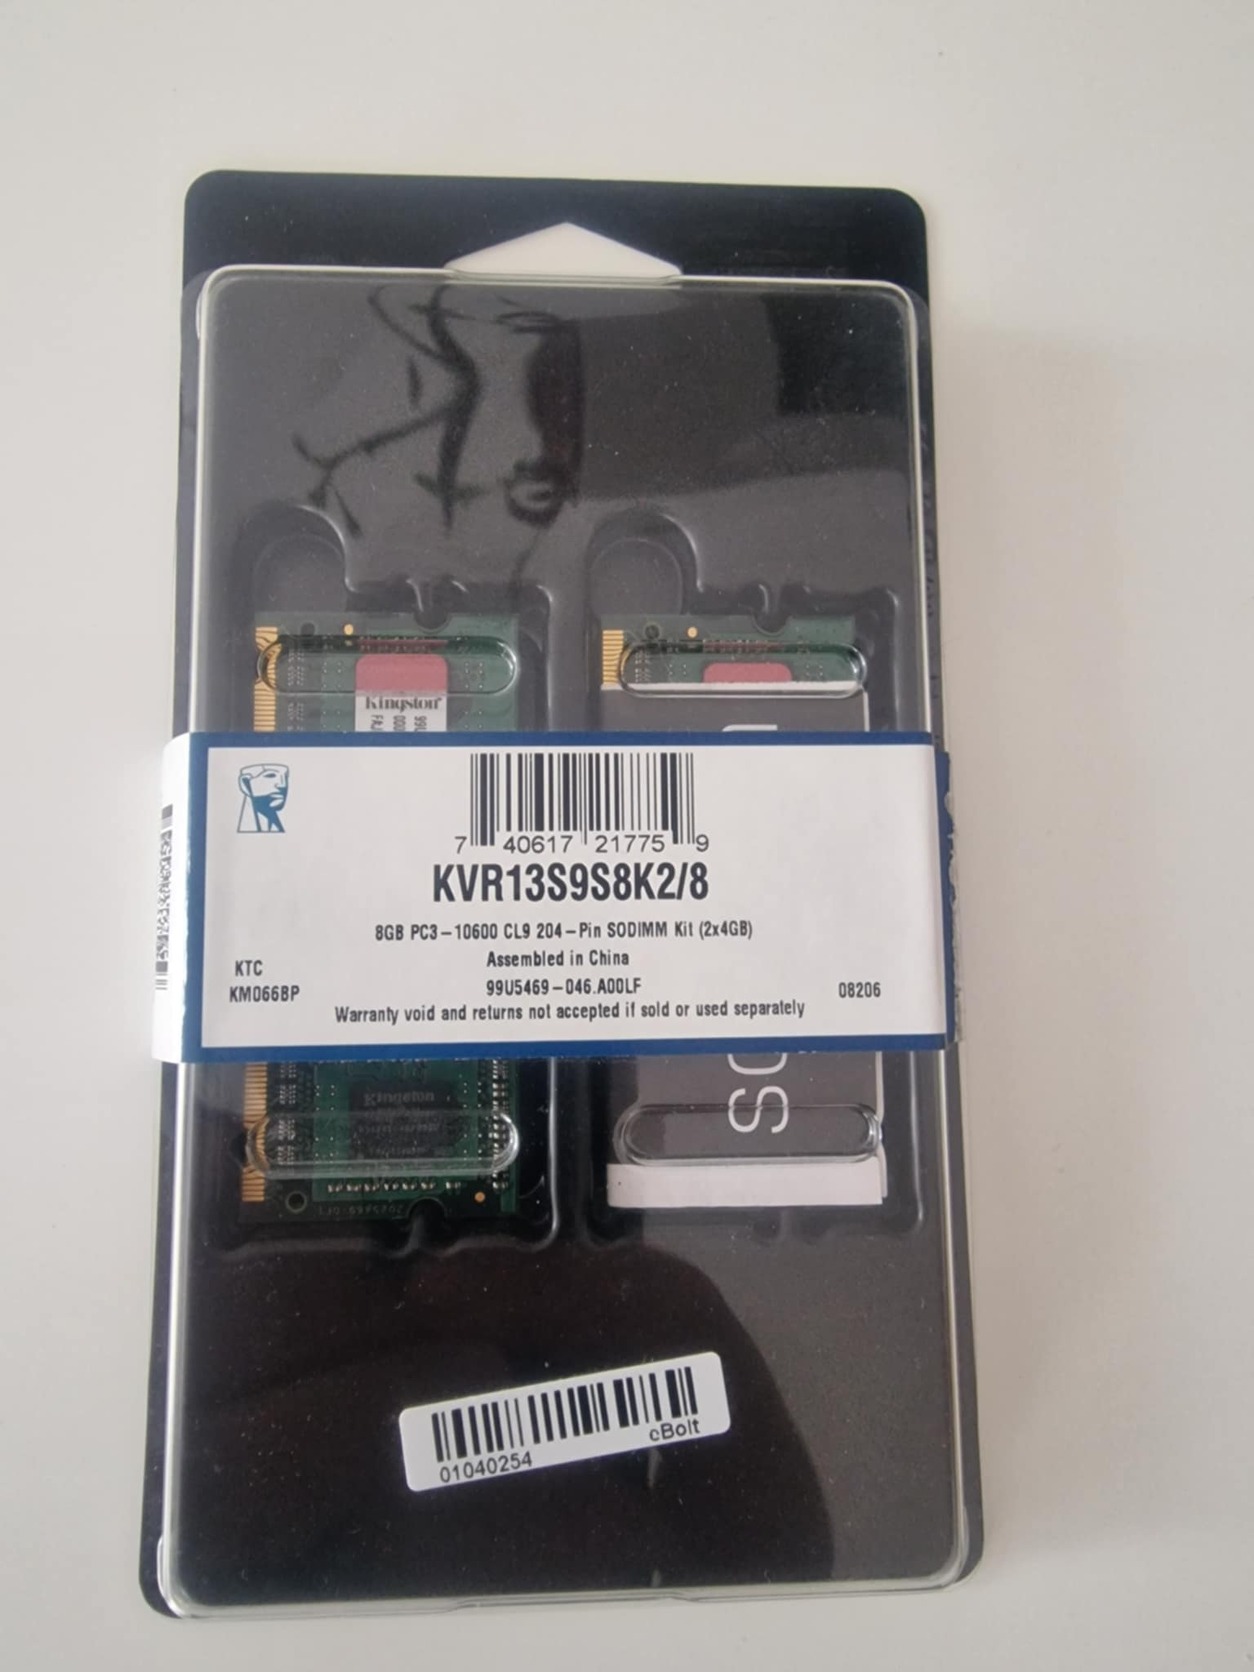 Kingston
7 40617 21775 9
KVR13S9S8K2/8
8GB PC3-10600 CL9 204-Pin SODIMM Kit (2x4GB)
Assembled in China
KTC
KM066BP
99U5469-046.A00LF
08206
Warranty void and returns not accepted if sold or used separately
Kingston
SO
01040254
cBolt